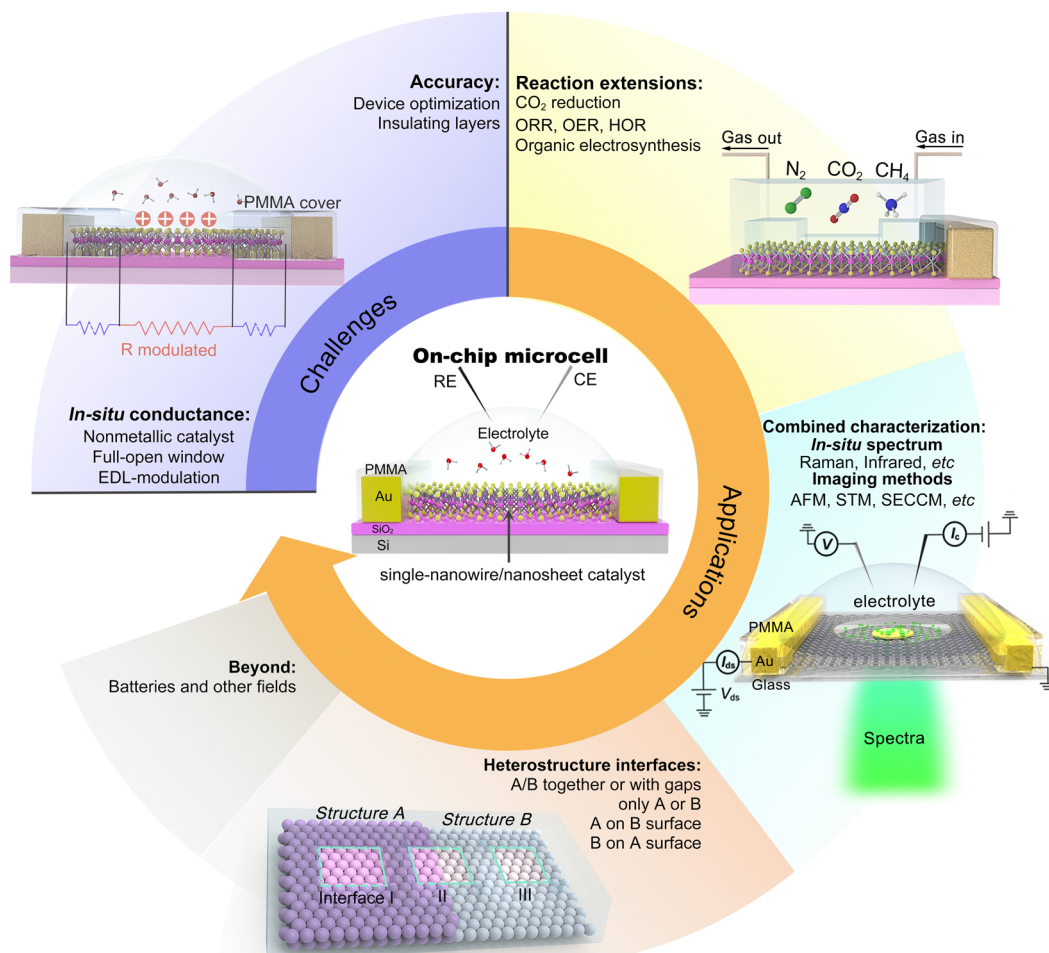 Accuracy:
Device optimization
Insulating layers
Reaction extensions:
CO₂ reduction
ORR, OER, HOR
Organic electrosynthesis
Gas out
Gas in
N₂
CO₂
CH₄
PMMA cover
R modulated
In-situ conductance:
Nonmetallic catalyst
Full-open window
EDL-modulation
Challenges
On-chip microcell
RE
CE
Electrolyte
PMMA
Au
SiO₂
Si
single-nanowire/nanosheet catalyst
Applications
Combined characterization:
In-situ spectrum
Raman, Infrared, etc
Imaging methods
AFM, STM, SECCM, etc
V
I_c
electrolyte
PMMA
I_ds
Au
Glass
V_ds
Spectra
Beyond:
Batteries and other fields
Heterostructure interfaces:
A/B together or with gaps
only A or B
A on B surface
B on A surface
Structure A
Structure B
Interface I
II
III